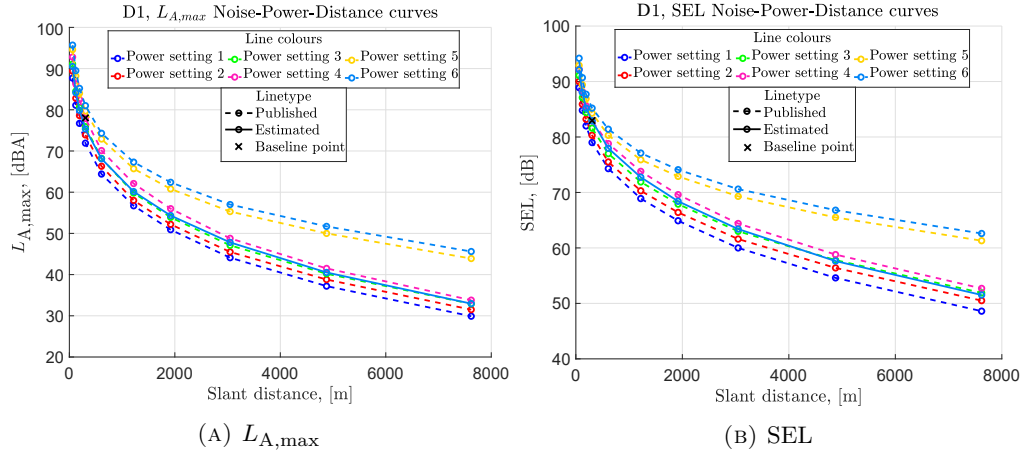 D1, L_{A,max} Noise-Power-Distance curves
Line colours
Power setting 1 Power setting 3 Power setting 5
Power setting 2 Power setting 4 Power setting 6
Linetype
Published
Estimated
Baseline point
L_{A,max}, [dBA]
100
90
80
70
60
50
40
30
20
0 2000 4000 6000 8000
Slant distance, [m]
(A) L_{A,max}
D1, SEL Noise-Power-Distance curves
Line colours
Power setting 1 Power setting 3 Power setting 5
Power setting 2 Power setting 4 Power setting 6
Linetype
Published
Estimated
Baseline point
SEL, [dB]
100
90
80
70
60
50
40
0 2000 4000 6000 8000
Slant distance, [m]
(B) SEL